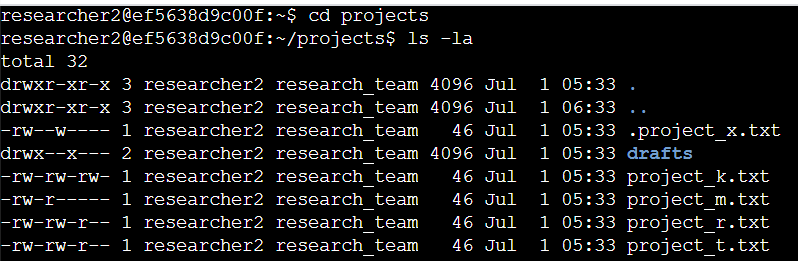 researcher2@ef5638d9c00f:~$ cd projects
researcher2@ef5638d9c00f:~/projects$ ls -la
total 32
drwxr-xr-x 3 researcher2 research_team 4096 Jul  1 05:33 .
drwxr-xr-x 3 researcher2 research_team 4096 Jul  1 06:33 ..
-rw--w---- 1 researcher2 research_team   46 Jul  1 05:33 .project_x.txt
drwx--x--- 2 researcher2 research_team 4096 Jul  1 05:33 drafts
-rw-rw-rw- 1 researcher2 research_team   46 Jul  1 05:33 project_k.txt
-rw-r----- 1 researcher2 research_team   46 Jul  1 05:33 project_m.txt
-rw-rw-r-- 1 researcher2 research_team   46 Jul  1 05:33 project_r.txt
-rw-rw-r-- 1 researcher2 research_team   46 Jul  1 05:33 project_t.txt